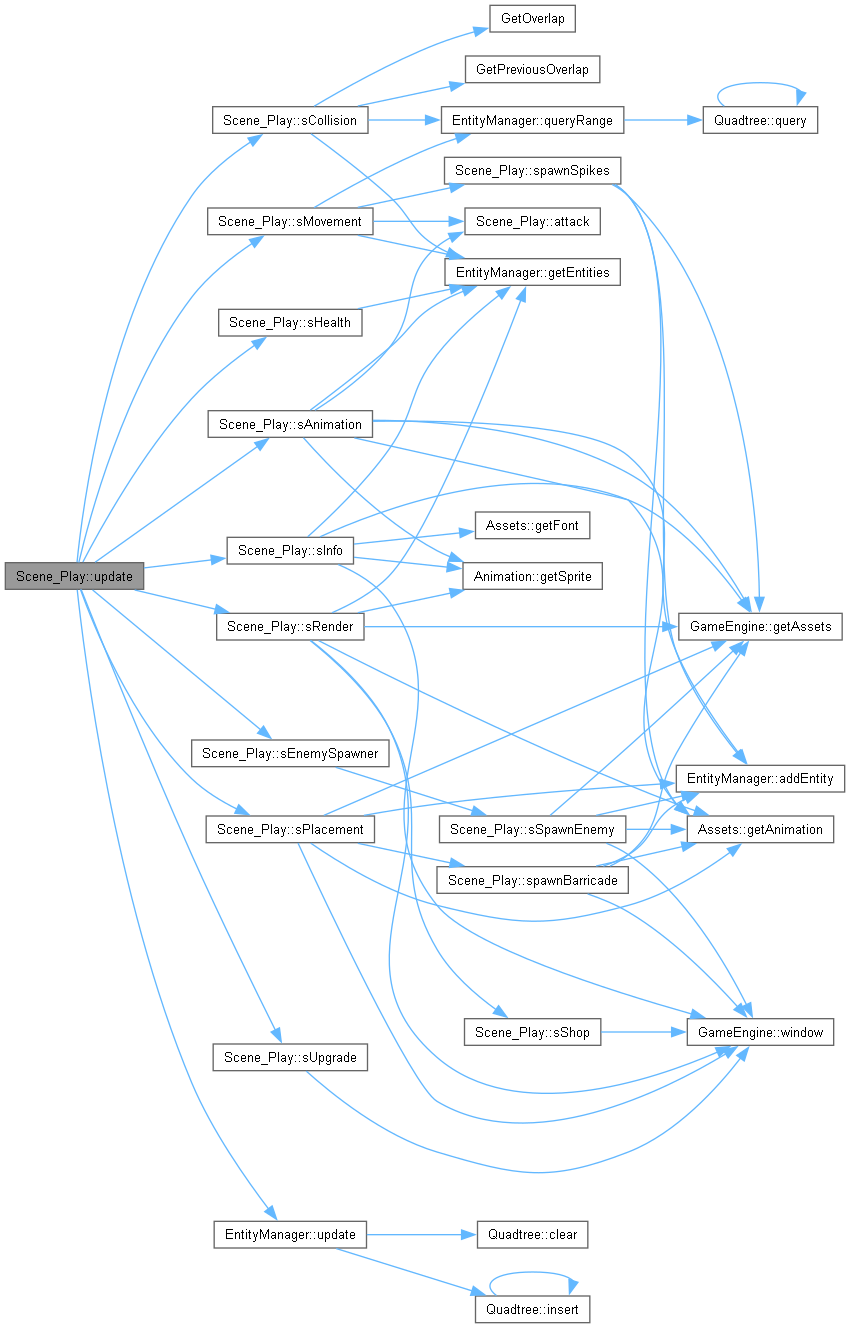 GetOverlap
GetPreviousOverlap
Scene_Play::sCollision
EntityManager::queryRange
Quadtree::query
Scene_Play::spawnSpikes
Scene_Play::sMovement
Scene_Play::attack
EntityManager::getEntities
Scene_Play::sHealth
Scene_Play::sAnimation
Assets::getFont
Scene_Play::sInfo
Scene_Play::update
Animation::getSprite
Scene_Play::sRender
GameEngine::getAssets
Scene_Play::sEnemySpawner
EntityManager::addEntity
Scene_Play::sPlacement
Scene_Play::sSpawnEnemy
Assets::getAnimation
Scene_Play::spawnBarricade
Scene_Play::sShop
GameEngine::window
Scene_Play::sUpgrade
EntityManager::update
Quadtree::clear
Quadtree::insert